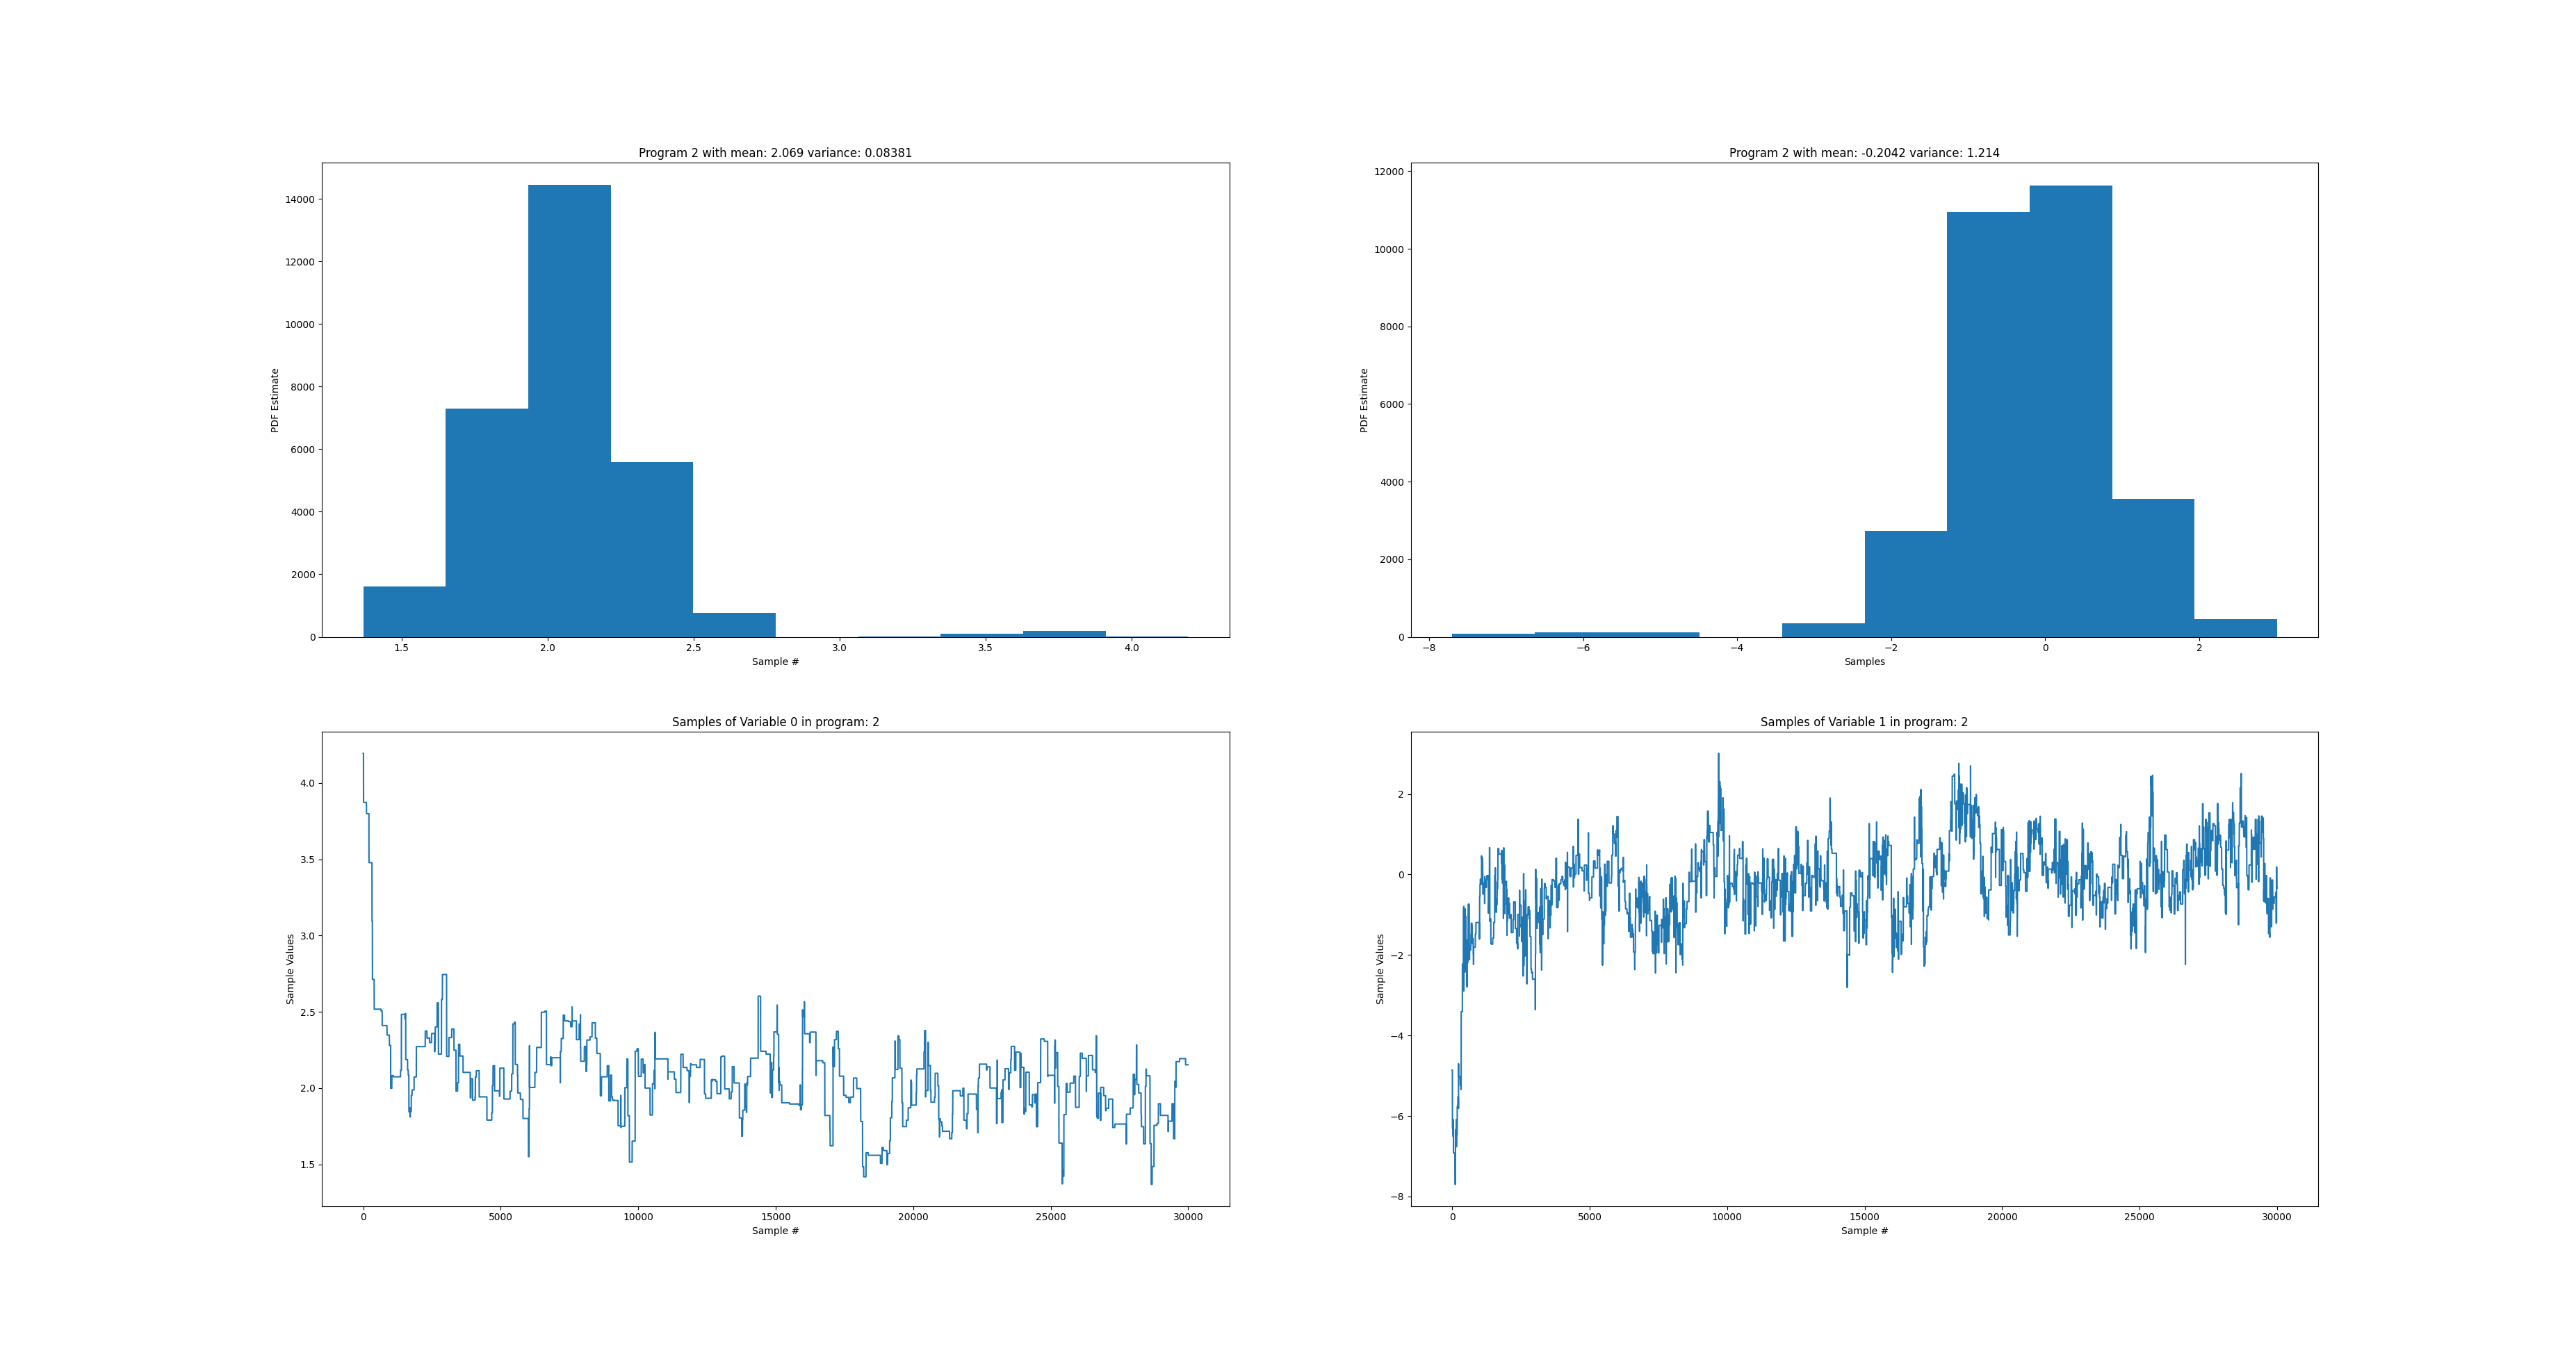 Program 2 with mean: 2.069 variance: 0.08381
14000
12000
10000
8000
6000
4000
2000
0
PDF Estimate
1.5 2.0 2.5 3.0 3.5 4.0
Sample #
Program 2 with mean: -0.2042 variance: 1.214
12000
10000
8000
6000
4000
2000
0
PDF Estimate
−8 −6 −4 −2 0 2
Samples
Samples of Variable 0 in program: 2
4.0
3.5
3.0
2.5
2.0
1.5
Sample Values
0 5000 10000 15000 20000 25000 30000
Sample #
Samples of Variable 1 in program: 2
2
0
−2
−4
−6
−8
Sample Values
0 5000 10000 15000 20000 25000 30000
Sample #